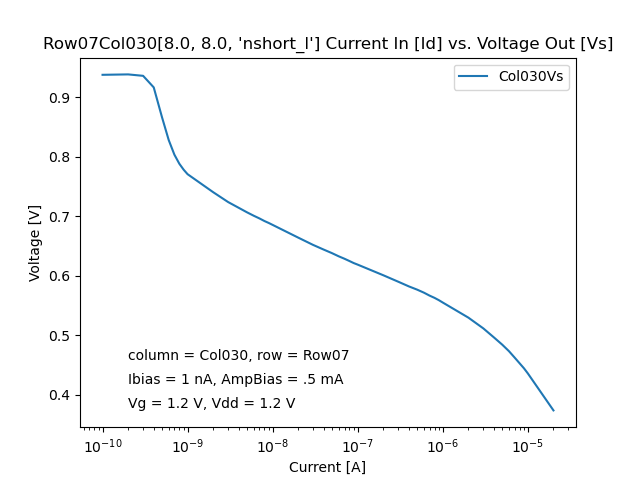 Row07Col030[8.0, 8.0, 'nshort_l'] Current In [Id] vs. Voltage Out [Vs]
Col030Vs
0.9
0.8
0.7
0.6
0.5
0.4
Voltage [V]
column = Col030, row = Row07
Ibias = 1 nA, AmpBias = .5 mA
Vg = 1.2 V, Vdd = 1.2 V
10⁻¹⁰ 10⁻⁹ 10⁻⁸ 10⁻⁷ 10⁻⁶ 10⁻⁵
Current [A]